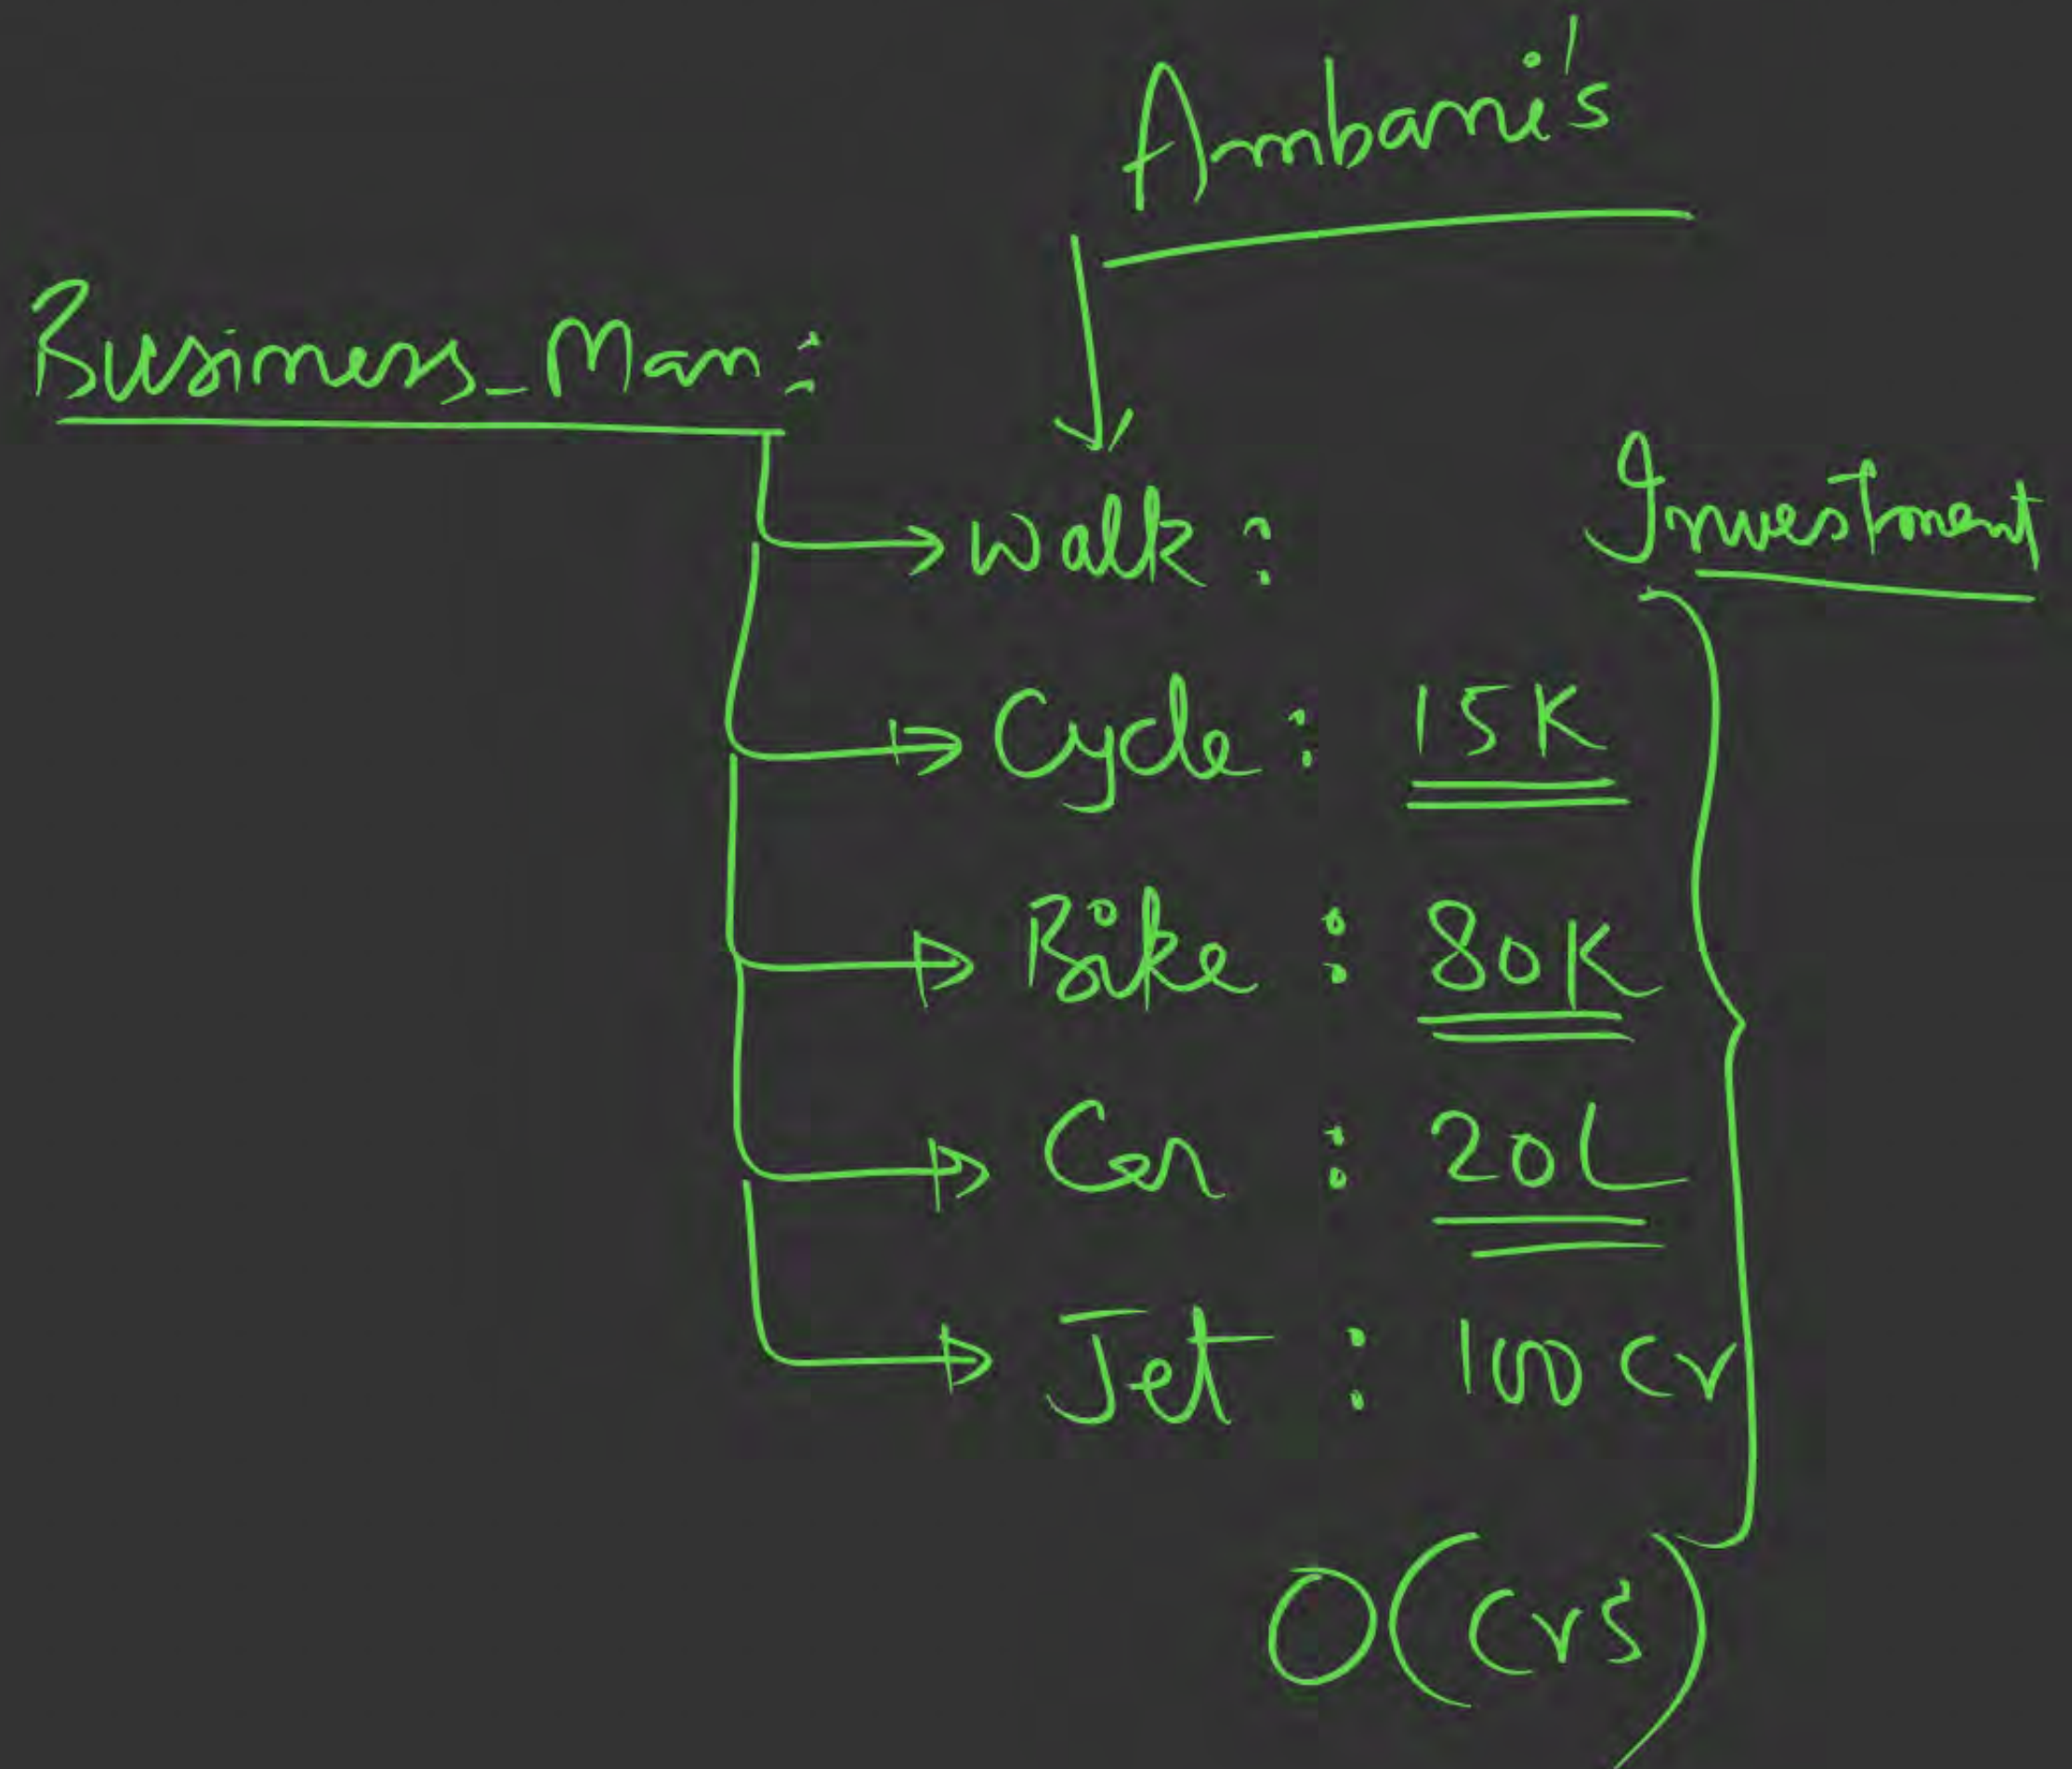 Ambani's
Business_Man:
Investment
Walk:
Cycle: 15K
Bike: 80K
Car: 20L
Jet: 100 Cr
O(Crs)